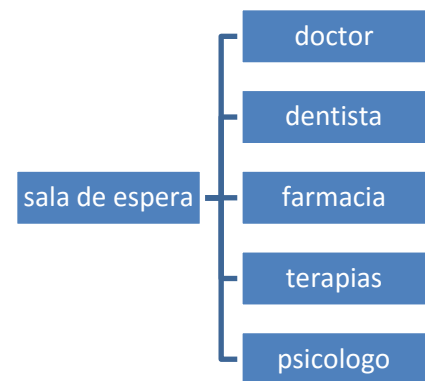 sala de espera
doctor
dentista
farmacia
terapias
psicologo